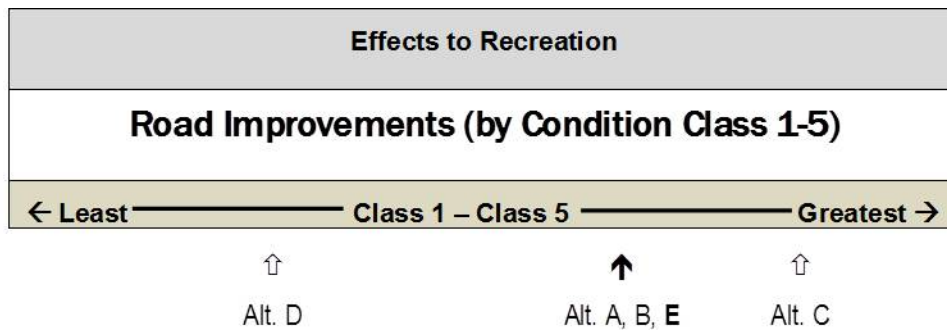 Effects to Recreation
Road Improvements (by Condition Class 1-5)
← Least Class 1 – Class 5 Greatest →
⇧ ↑ ⇧
Alt. D Alt. A, B, E Alt. C